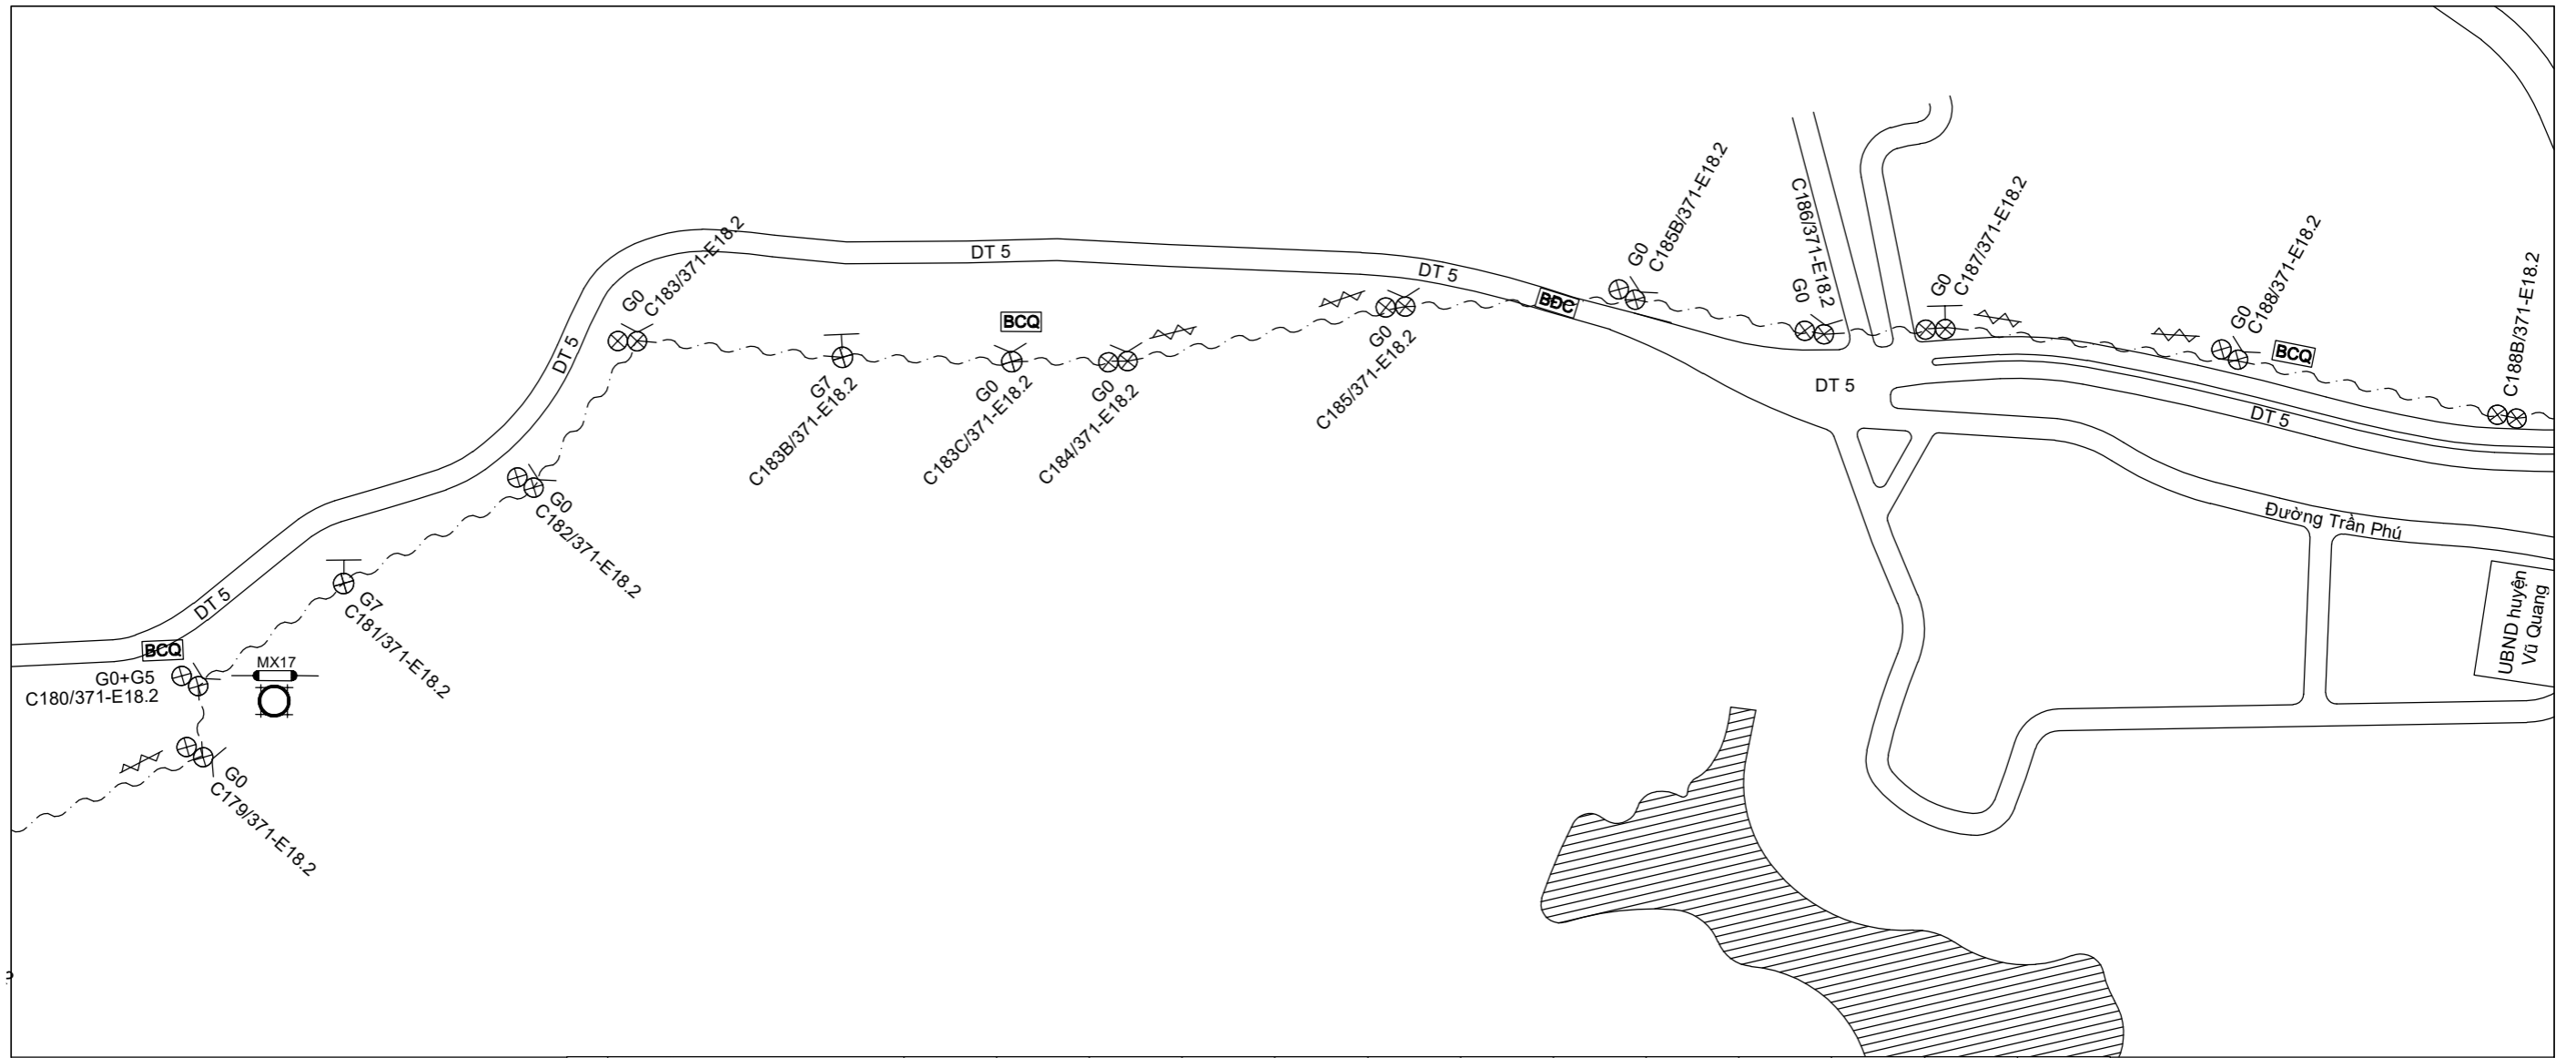 G0
C183/371-E18.2
DT 5
DT 5
BCQ
G7
C183B/371-E18.2
G0
C183C/371-E18.2
G0
C184/371-E18.2
DT 5
G0
C185/371-E18.2
BĐC
G0
C185B/371-E18.2
C186/371-E18.2
G0
G0
C187/371-E18.2
DT 5
G0
C188/371-E18.2
BCQ
C188B/371-E18.2
DT 5
Đường Trần Phú
UBND huyện
Vũ Quang
G0
C182/371-E18.2
G7
C181/371-E18.2
DT 5
BCQ
G0+G5
C180/371-E18.2
MX17
G0
C179/371-E18.2